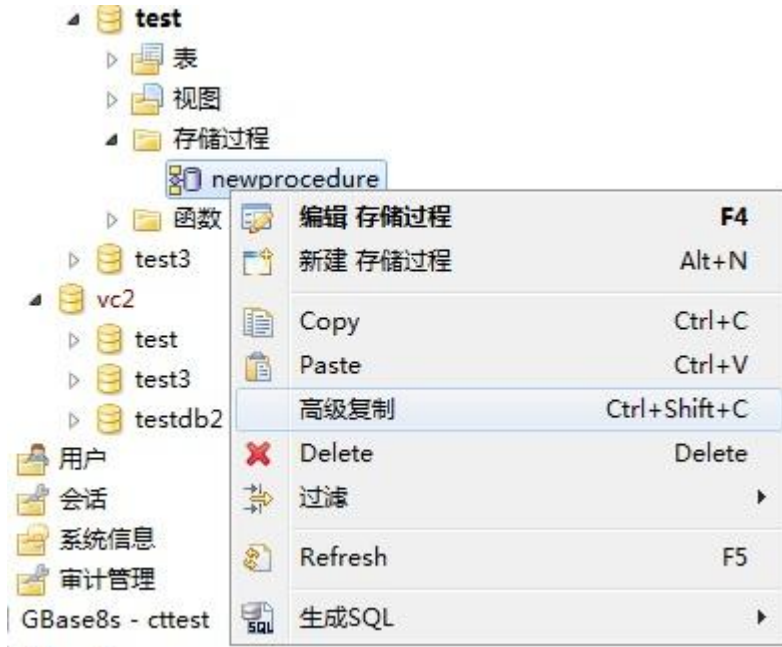 test
表
视图
存储过程
newprocedure
函数
test3
vc2
test
test3
testdb2
用户
会话
系统信息
审计管理
GBase8s - cttest
编辑 存储过程 F4
新建 存储过程 Alt+N
Copy Ctrl+C
Paste Ctrl+V
高级复制 Ctrl+Shift+C
Delete Delete
过滤
Refresh F5
SQL 生成SQL